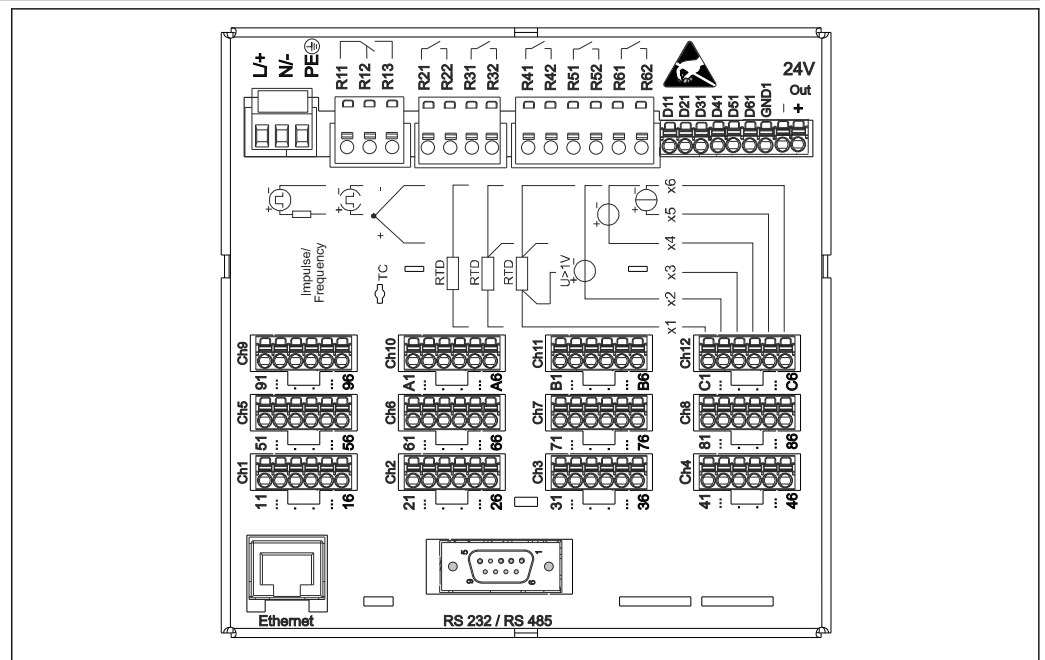 L/+ N/- PE
R11 R12 R13
R21 R22 R31 R32
R41 R42 R51 R52 R61 R62
D11 D21 D31 D41 D51 D61 GND1 - +
24V
Out
+ - + - - +
Impulse/
Frequency
TC
RTD
RTD
RTD
U>1V
+ -
+ -
+ -
x6
x5
x4
x3
x2
x1
Ch9
91 ... . . ... 96
Ch10
A1 ... . . ... A6
Ch11
B1 ... . . ... B6
Ch12
C1 ... . . ... C6
Ch5
51 ... . . ... 56
Ch6
61 ... . . ... 66
Ch7
71 ... . . ... 76
Ch8
81 ... . . ... 86
Ch1
11 ... . . ... 16
Ch2
21 ... . . ... 26
Ch3
31 ... . . ... 36
Ch4
41 ... . . ... 46
5 1
9 6
Ethernet
RS 232 / RS 485